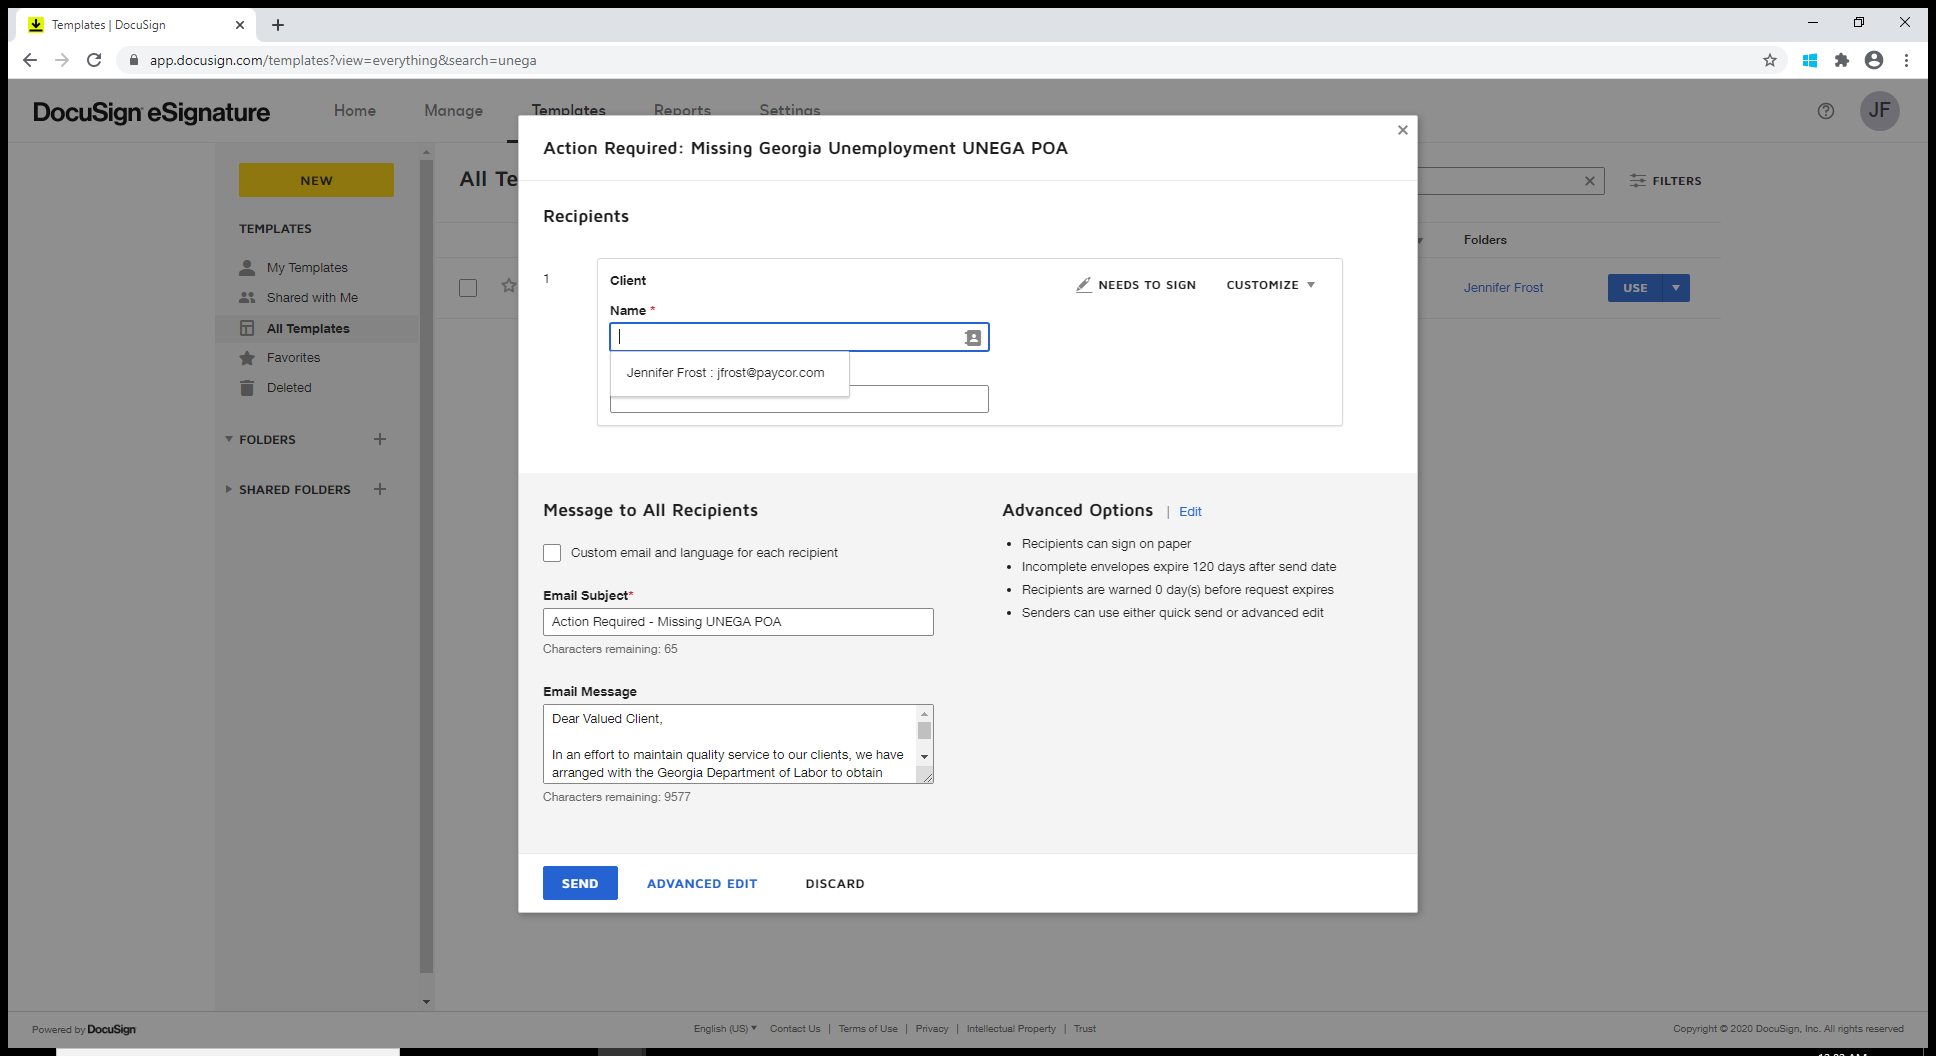 Templates | DocuSign
app.docusign.com/templates?view=everything&search=unega
DocuSign eSignature
Home
Manage
Templates
Reports
Settings
JF
NEW
TEMPLATES
My Templates
Shared with Me
All Templates
Favorites
Deleted
FOLDERS
SHARED FOLDERS
All Te
FILTERS
Folders
Jennifer Frost
USE
Action Required: Missing Georgia Unemployment UNEGA POA
Recipients
1
Client
NEEDS TO SIGN
CUSTOMIZE
Name *
Jennifer Frost : jfrost@paycor.com
Message to All Recipients
Custom email and language for each recipient
Email Subject*
Action Required - Missing UNEGA POA
Characters remaining: 65
Email Message
Dear Valued Client,
In an effort to maintain quality service to our clients, we have
arranged with the Georgia Department of Labor to obtain
Characters remaining: 9577
Advanced Options | Edit
• Recipients can sign on paper
• Incomplete envelopes expire 120 days after send date
• Recipients are warned 0 day(s) before request expires
• Senders can use either quick send or advanced edit
SEND
ADVANCED EDIT
DISCARD
Powered by DocuSign
English (US) Contact Us | Terms of Use | Privacy | Intellectual Property | Trust
Copyright © 2020 DocuSign, Inc. All rights reserved